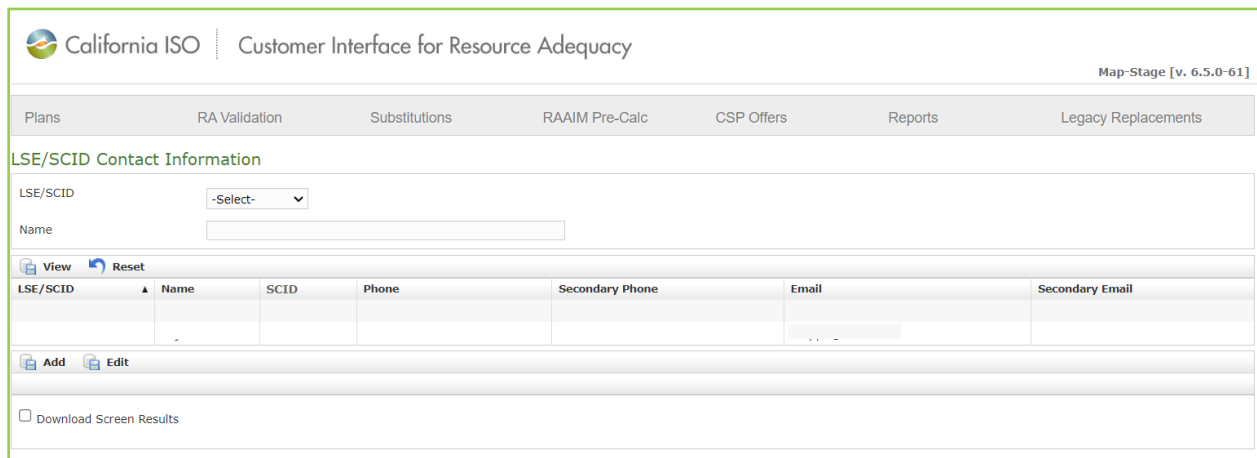 California ISO Customer Interface for Resource Adequacy
Map-Stage [v. 6.5.0-61]
Plans RA Validation Substitutions RAAIM Pre-Calc CSP Offers Reports Legacy Replacements
LSE/SCID Contact Information
LSE/SCID -Select-
Name
View Reset
LSE/SCID Name SCID Phone Secondary Phone Email Secondary Email
Add Edit
Download Screen Results